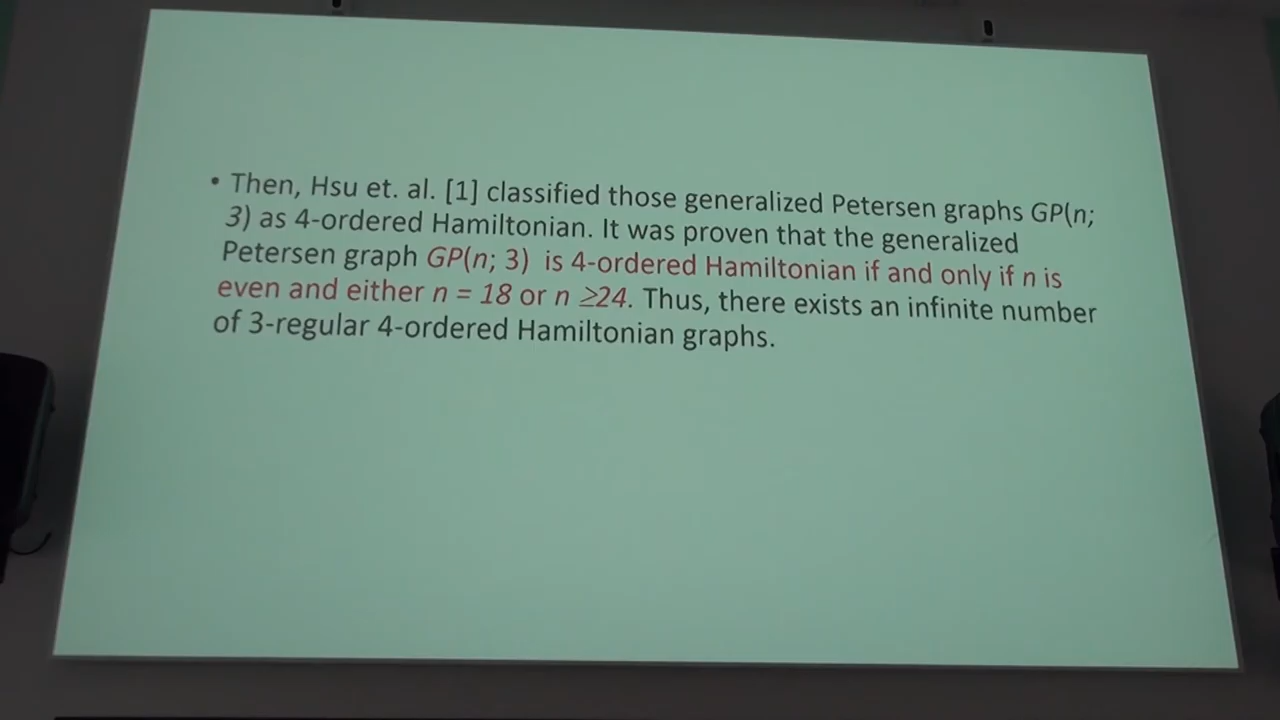 • Then, Hsu et. al. [1] classified those generalized Petersen graphs GP(n;
3) as 4-ordered Hamiltonian. It was proven that the generalized
Petersen graph GP(n; 3) is 4-ordered Hamiltonian if and only if n is
even and either n = 18 or n ≥24. Thus, there exists an infinite number
of 3-regular 4-ordered Hamiltonian graphs.